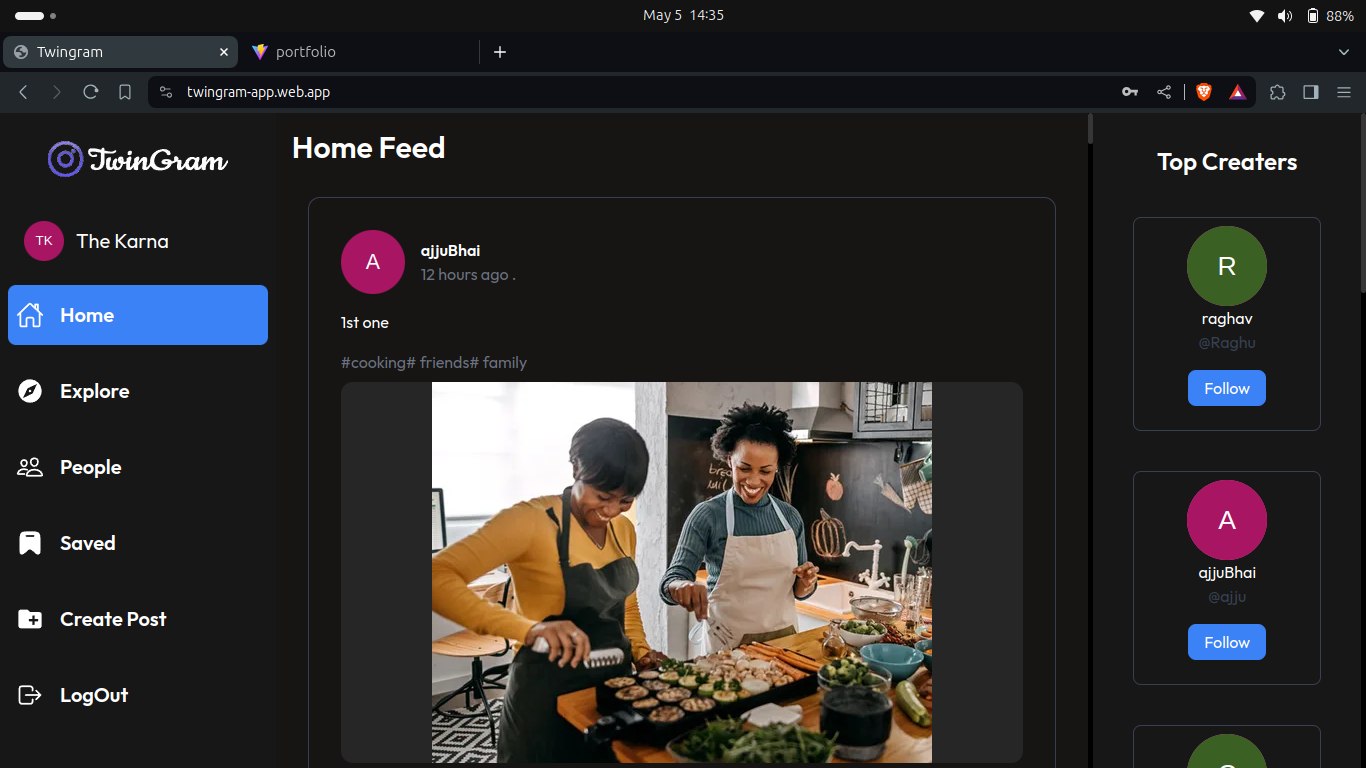 May 5 14:35
88%
Twingram
portfolio
twingram-app.web.app
TwinGram
TK
The Karna
Home
Explore
People
Saved
Create Post
LogOut
Home Feed
A
ajjuBhai
12 hours ago .
1st one
#cooking# friends# family
Top Creaters
R
raghav
@Raghu
Follow
A
ajjuBhai
@ajju
Follow